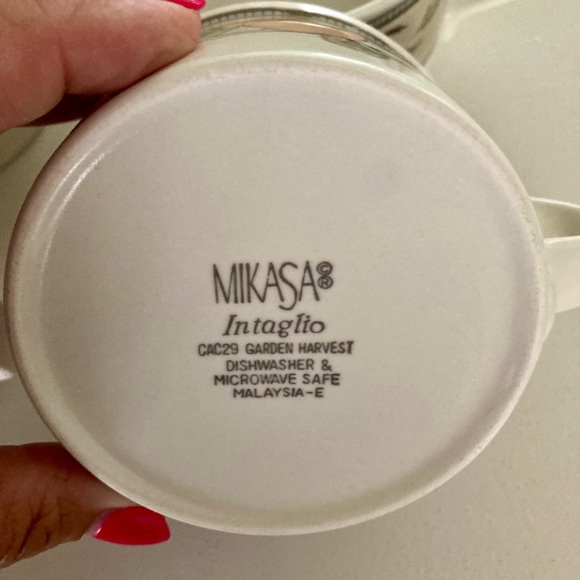 MIKASA©®
Intaglio
CAC29 GARDEN HARVEST
DISHWASHER &
MICROWAVE SAFE
MALAYSIA-E